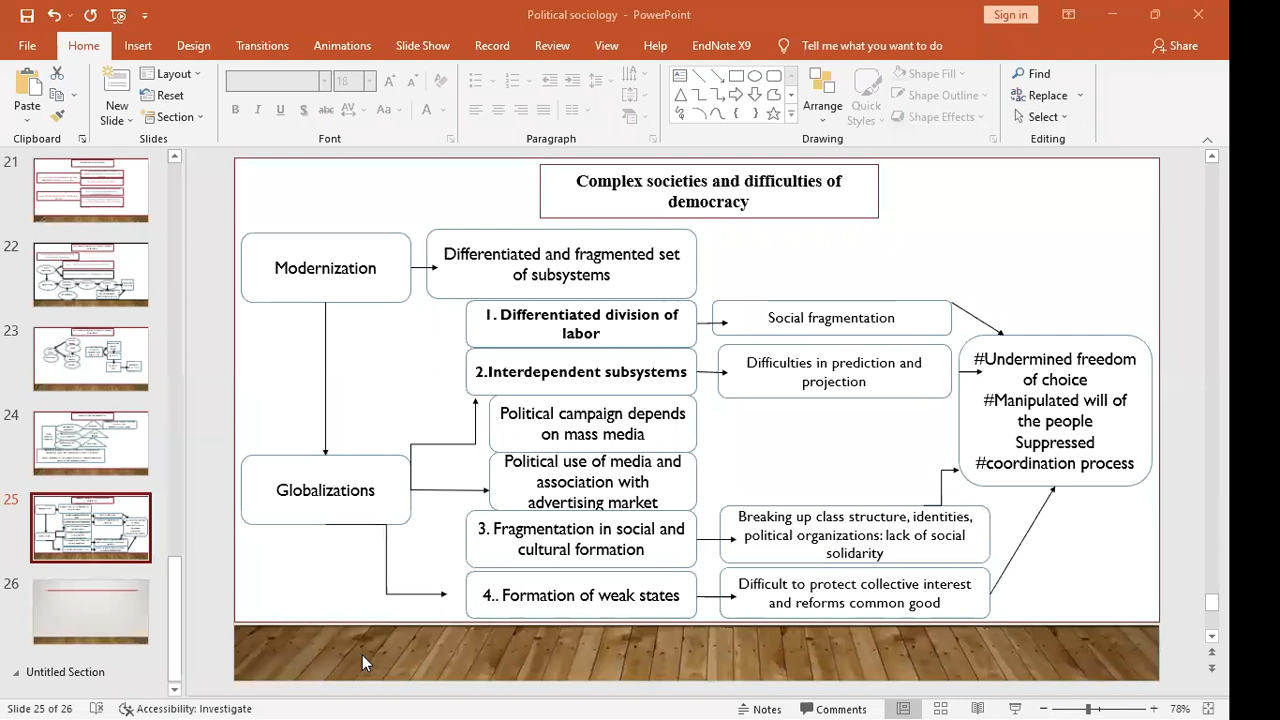 Political sociology - PowerPoint
Sign in
File
Home
Insert
Design
Transitions
Animations
Slide Show
Record
Review
View
Help
EndNote X9
Tell me what you want to do
Share
Paste
New
Slide
Layout
Reset
Section
18
B
I
U
S
abc
AV
Aa
A
Arrange
Quick
Styles
Shape Fill
Shape Outline
Shape Effects
Find
Replace
Select
Clipboard
Slides
Font
Paragraph
Drawing
Editing
21
22
23
24
25
26
Untitled Section
Complex societies and difficulties of
democracy
Modernization
Differentiated and fragmented set
of subsystems
1. Differentiated division of
labor
Social fragmentation
2.Interdependent subsystems
Difficulties in prediction and
projection
#Undermined freedom
of choice
#Manipulated will of
the people
Suppressed
#coordination process
Political campaign depends
on mass media
Globalizations
Political use of media and
association with
advertising market
3. Fragmentation in social and
cultural formation
Breaking up class structure, identities,
political organizations: lack of social
solidarity
4.. Formation of weak states
Difficult to protect collective interest
and reforms common good
Slide 25 of 26
Accessibility: Investigate
Notes
Comments
78%